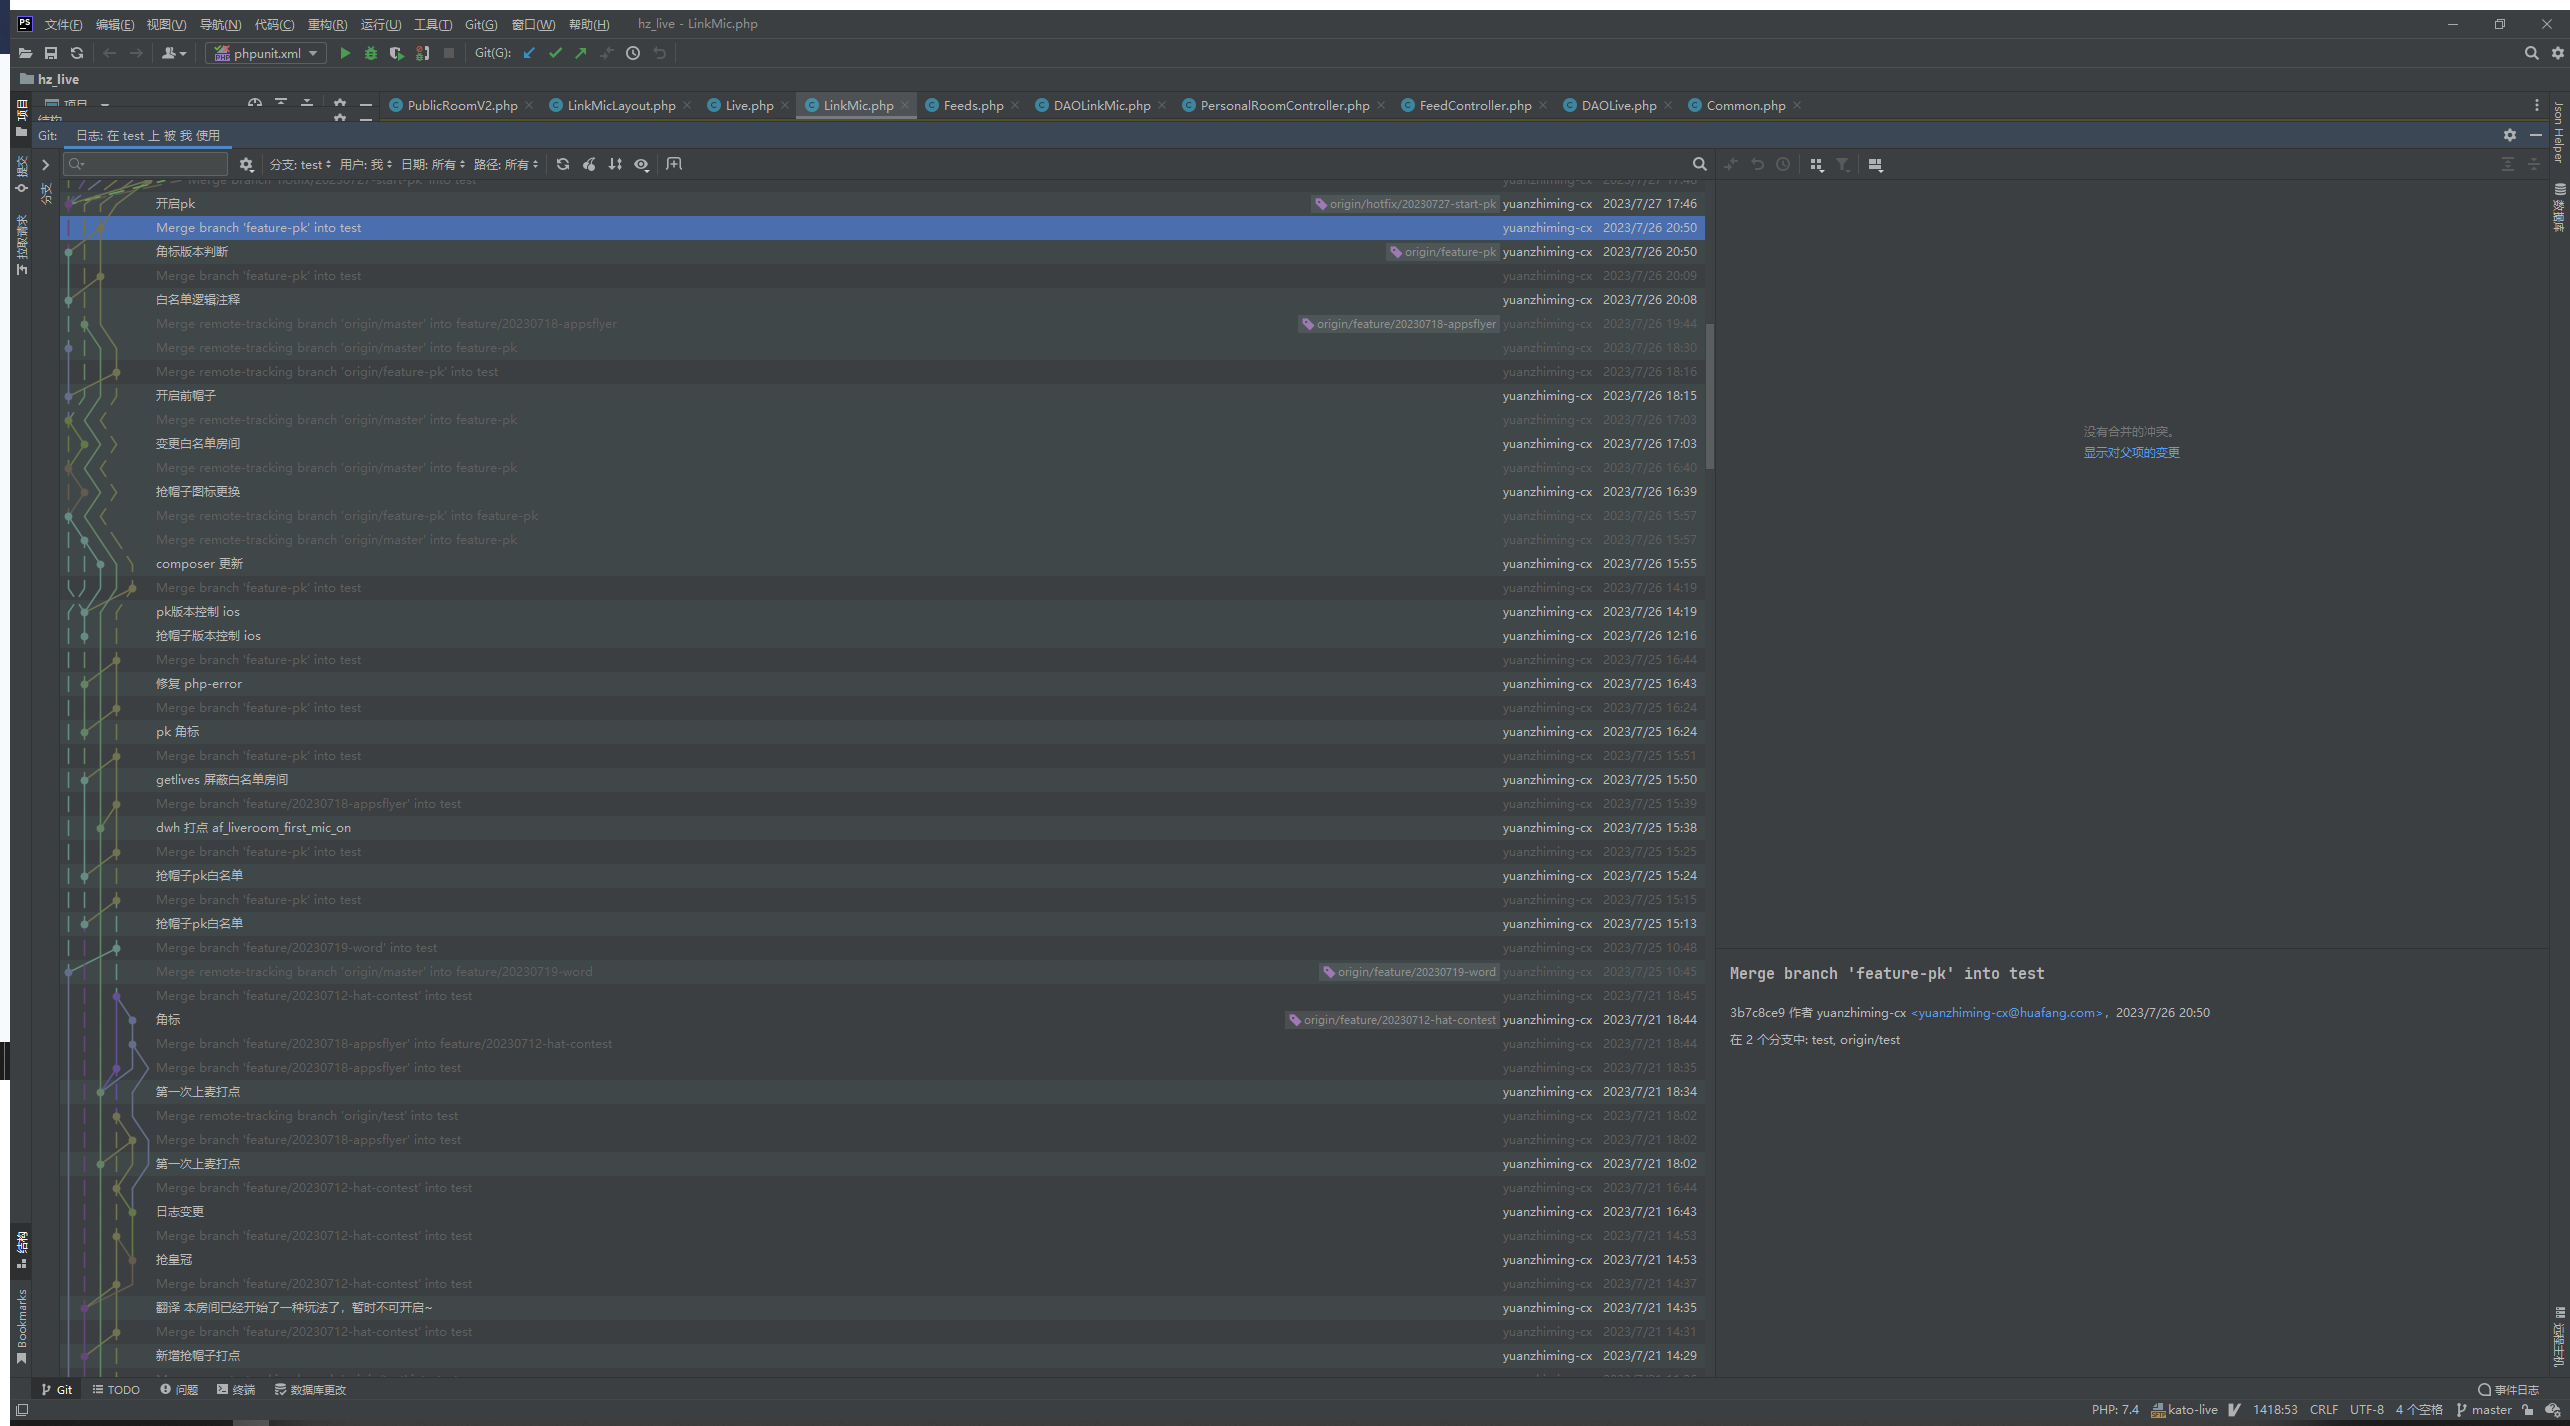 文件(F) 编辑(E) 视图(V) 导航(N) 代码(C) 重构(R) 运行(U) 工具(T) Git(G) 窗口(W) 帮助(H) hz_live - LinkMic.php
phpunit.xml Git(G):
hz_live
项目 PublicRoomV2.php LinkMicLayout.php Live.php LinkMic.php Feeds.php DAOLinkMic.php PersonalRoomController.php FeedController.php DAOLive.php Common.php
结构
Git: 日志: 在 test 上 被 我 使用
分支: test 用户: 我 日期: 所有 路径: 所有
Merge branch 'hotfix/20230727-start-pk' into test yuanzhiming-cx 2023/7/27 17:46
开启pk origin/hotfix/20230727-start-pk yuanzhiming-cx 2023/7/27 17:46
Merge branch 'feature-pk' into test yuanzhiming-cx 2023/7/26 20:50
角标版本判断 origin/feature-pk yuanzhiming-cx 2023/7/26 20:50
Merge branch 'feature-pk' into test yuanzhiming-cx 2023/7/26 20:09
白名单逻辑注释 yuanzhiming-cx 2023/7/26 20:08
Merge remote-tracking branch 'origin/master' into feature/20230718-appsflyer origin/feature/20230718-appsflyer yuanzhiming-cx 2023/7/26 19:44
Merge remote-tracking branch 'origin/master' into feature-pk yuanzhiming-cx 2023/7/26 18:30
Merge remote-tracking branch 'origin/feature-pk' into test yuanzhiming-cx 2023/7/26 18:16
开启前帽子 yuanzhiming-cx 2023/7/26 18:15
Merge remote-tracking branch 'origin/master' into feature-pk yuanzhiming-cx 2023/7/26 17:03
变更白名单房间 yuanzhiming-cx 2023/7/26 17:03
Merge remote-tracking branch 'origin/master' into feature-pk yuanzhiming-cx 2023/7/26 16:40
抢帽子图标更换 yuanzhiming-cx 2023/7/26 16:39
Merge remote-tracking branch 'origin/feature-pk' into feature-pk yuanzhiming-cx 2023/7/26 15:57
Merge remote-tracking branch 'origin/master' into feature-pk yuanzhiming-cx 2023/7/26 15:57
composer 更新 yuanzhiming-cx 2023/7/26 15:55
Merge branch 'feature-pk' into test yuanzhiming-cx 2023/7/26 14:19
pk版本控制 ios yuanzhiming-cx 2023/7/26 14:19
抢帽子版本控制 ios yuanzhiming-cx 2023/7/26 12:16
Merge branch 'feature-pk' into test yuanzhiming-cx 2023/7/25 16:44
修复 php-error yuanzhiming-cx 2023/7/25 16:43
Merge branch 'feature-pk' into test yuanzhiming-cx 2023/7/25 16:24
pk 角标 yuanzhiming-cx 2023/7/25 16:24
Merge branch 'feature-pk' into test yuanzhiming-cx 2023/7/25 15:51
getlives 屏蔽白名单房间 yuanzhiming-cx 2023/7/25 15:50
Merge branch 'feature/20230718-appsflyer' into test yuanzhiming-cx 2023/7/25 15:39
dwh 打点 af_liveroom_first_mic_on yuanzhiming-cx 2023/7/25 15:38
Merge branch 'feature-pk' into test yuanzhiming-cx 2023/7/25 15:25
抢帽子pk白名单 yuanzhiming-cx 2023/7/25 15:24
Merge branch 'feature-pk' into test yuanzhiming-cx 2023/7/25 15:15
抢帽子pk白名单 yuanzhiming-cx 2023/7/25 15:13
Merge branch 'feature/20230719-word' into test yuanzhiming-cx 2023/7/25 10:48
Merge remote-tracking branch 'origin/master' into feature/20230719-word origin/feature/20230719-word yuanzhiming-cx 2023/7/25 10:45
Merge branch 'feature/20230712-hat-contest' into test yuanzhiming-cx 2023/7/21 18:45
角标 origin/feature/20230712-hat-contest yuanzhiming-cx 2023/7/21 18:44
Merge branch 'feature/20230718-appsflyer' into feature/20230712-hat-contest yuanzhiming-cx 2023/7/21 18:44
Merge branch 'feature/20230718-appsflyer' into test yuanzhiming-cx 2023/7/21 18:35
第一次上麦打点 yuanzhiming-cx 2023/7/21 18:34
Merge remote-tracking branch 'origin/test' into test yuanzhiming-cx 2023/7/21 18:02
Merge branch 'feature/20230718-appsflyer' into test yuanzhiming-cx 2023/7/21 18:02
第一次上麦打点 yuanzhiming-cx 2023/7/21 18:02
Merge branch 'feature/20230712-hat-contest' into test yuanzhiming-cx 2023/7/21 16:44
日志变更 yuanzhiming-cx 2023/7/21 16:43
Merge branch 'feature/20230712-hat-contest' into test yuanzhiming-cx 2023/7/21 14:53
抢皇冠 yuanzhiming-cx 2023/7/21 14:53
Merge branch 'feature/20230712-hat-contest' into test yuanzhiming-cx 2023/7/21 14:37
翻译 本房间已经开始了一种玩法了，暂时不可开启~ yuanzhiming-cx 2023/7/21 14:35
Merge branch 'feature/20230712-hat-contest' into test yuanzhiming-cx 2023/7/21 14:31
新增抢帽子打点 yuanzhiming-cx 2023/7/21 14:29
没有合并的冲突。
显示对父项的变更
Merge branch 'feature-pk' into test
3b7c8ce9 作者 yuanzhiming-cx <yuanzhiming-cx@huafang.com>，2023/7/26 20:50
在 2 个分支中: test, origin/test
项目
提交
拉取请求
分支
结构
Bookmarks
Json Helper
数据库
远程主机
Git TODO 问题 终端 数据库更改 事件日志
PHP: 7.4 kato-live 1418:53 CRLF UTF-8 4 个空格 master